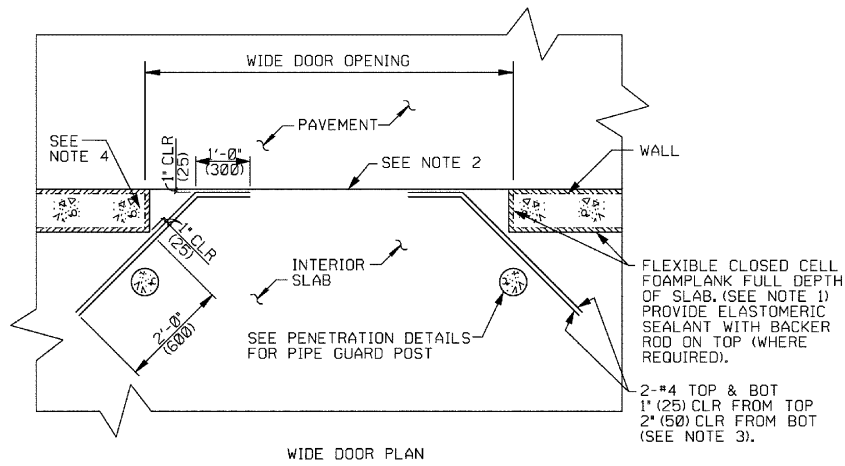 WIDE DOOR OPENING
PAVEMENT
SEE
NOTE 4
1" CLR
(25)
1'-0"
(300)
SEE NOTE 2
WALL
1" CLR
(25)
INTERIOR
SLAB
2'-0"
(600)
SEE PENETRATION DETAILS
FOR PIPE GUARD POST
FLEXIBLE CLOSED CELL
FOAMPLANK FULL DEPTH
OF SLAB. (SEE NOTE 1)
PROVIDE ELASTOMERIC
SEALANT WITH BACKER
ROD ON TOP (WHERE
REQUIRED).
2-#4 TOP & BOT
1" (25) CLR FROM TOP
2" (50) CLR FROM BOT
(SEE NOTE 3).
WIDE DOOR PLAN